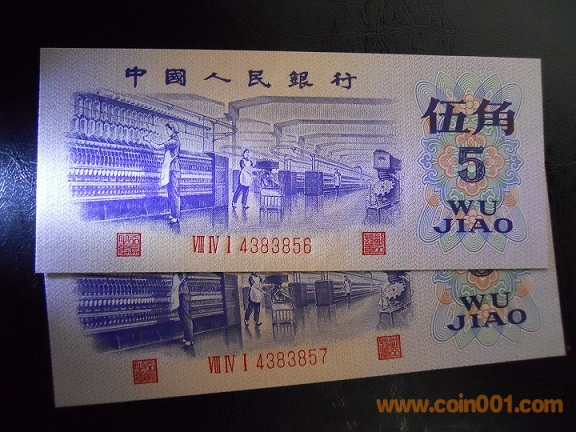 中國人民銀行
伍角
5
WU
JIAO
VIII IV I 4383856
WU
JIAO
VIII IV I 4383857
www.coin001.com